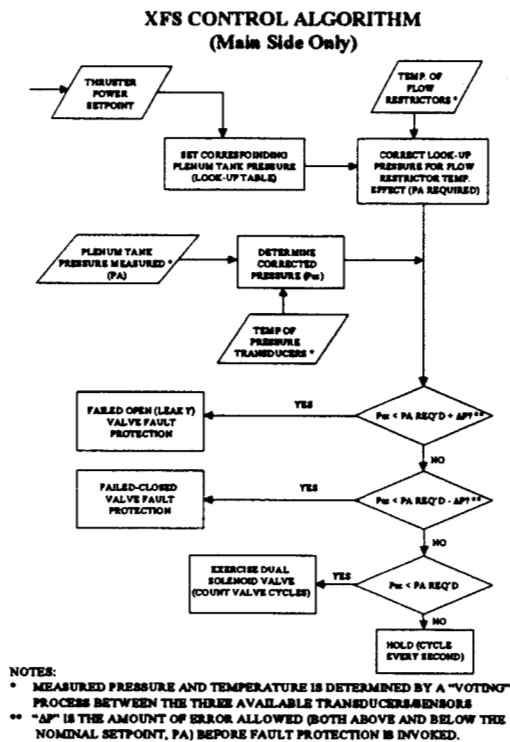 XFS CONTROL ALGORITHM
(Main Side Only)
THRUSTER
POWER
SETPOINT
TEMP. OF
FLOW
RESTRICTORS *
SET CORRESPOINDING
PLENUM TANK PRESSURE
(LOOK-UP TABLE)
CORRECT LOOK-UP
PRESSURE FOR FLOW
RESTRICTOR TEMP.
EFFECT (PA REQUIRED)
PLENUM TANK
PRESSURE MEASURED *
(PA)
DETERMINE
CORRECTED
PRESSURE (Pac)
TEMP OF
PRESSURE
TRANSDUCERS *
FAILED OPEN (LEAKY)
VALVE FAULT
PROTECTION
YES
Pac < PA REQ'D + ΔP? **
NO
FAILED-CLOSED
VALVE FAULT
PROTECTION
YES
Pac < PA REQ'D - ΔP? **
NO
EXERCISE DUAL
SOLENOID VALVE
(COUNT VALVE CYCLES)
YES
Pac < PA REQ'D
NO
HOLD (CYCLE
EVERY SECOND)
NOTES:
* MEASURED PRESSURE AND TEMPERATURE IS DETERMINED BY A "VOTING"
PROCESS BETWEEN THE THREE AVAILABLE TRANSDUCERS/SENSORS
** "ΔP" IS THE AMOUNT OF ERROR ALLOWED (BOTH ABOVE AND BELOW THE
NOMINAL SETPOINT, PA) BEFORE FAULT PROTECTION IS INVOKED.